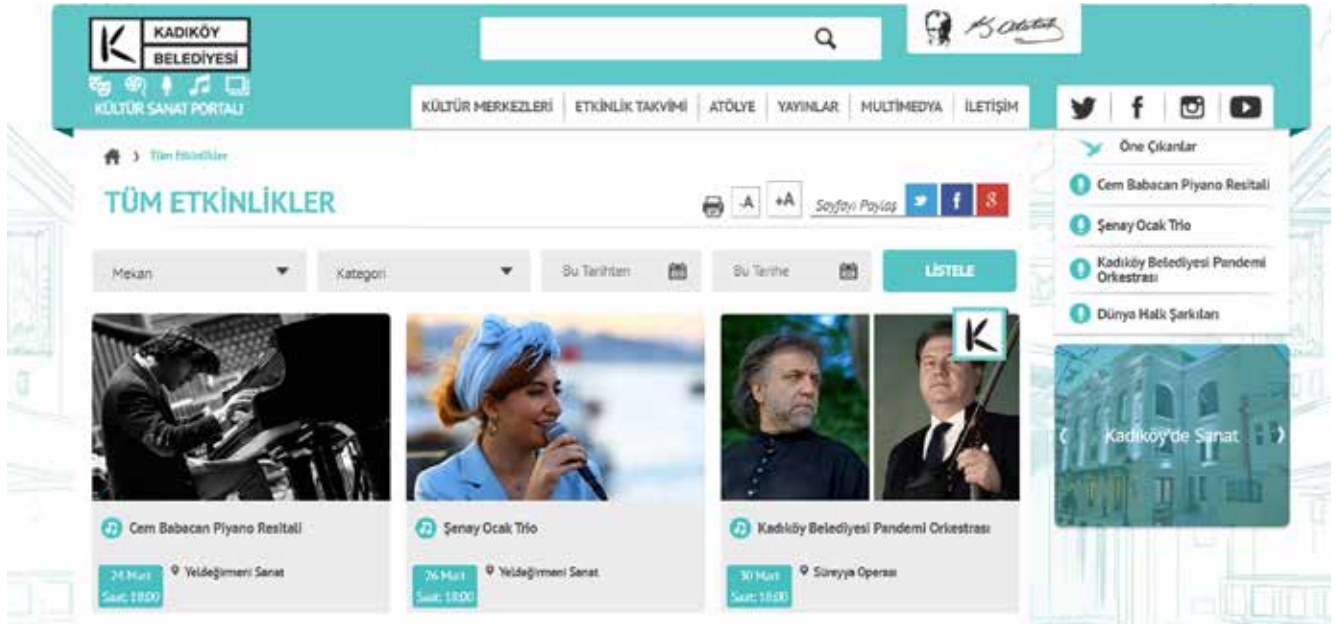 KADIKÖY
BELEDİYESİ
KÜLTÜR SANAT PORTALI
K. Atatürk
KÜLTÜR MERKEZLERİ
ETKİNLİK TAKVİMİ
ATÖLYE
YAYINLAR
MULTİMEDYA
İLETİŞİM
Tüm Etkinlikler
TÜM ETKİNLİKLER
-A
+A
Sayfayı Paylaş
Mekan
Kategori
Bu Tarihten
Bu Tarihe
LİSTELE
K
Cem Babacan Piyano Resitali
24 Mart
Saat: 18:00
Yeldeğirmeni Sanat
Şenay Ocak Trio
26 Mart
Saat: 18:00
Yeldeğirmeni Sanat
Kadıköy Belediyesi Pandemi Orkestrası
30 Mart
Saat: 18:00
Süreyya Operası
Öne Çıkanlar
Cem Babacan Piyano Resitali
Şenay Ocak Trio
Kadıköy Belediyesi Pandemi
Orkestrası
Dünya Halk Şarkıları
Kadıköy'de Sanat